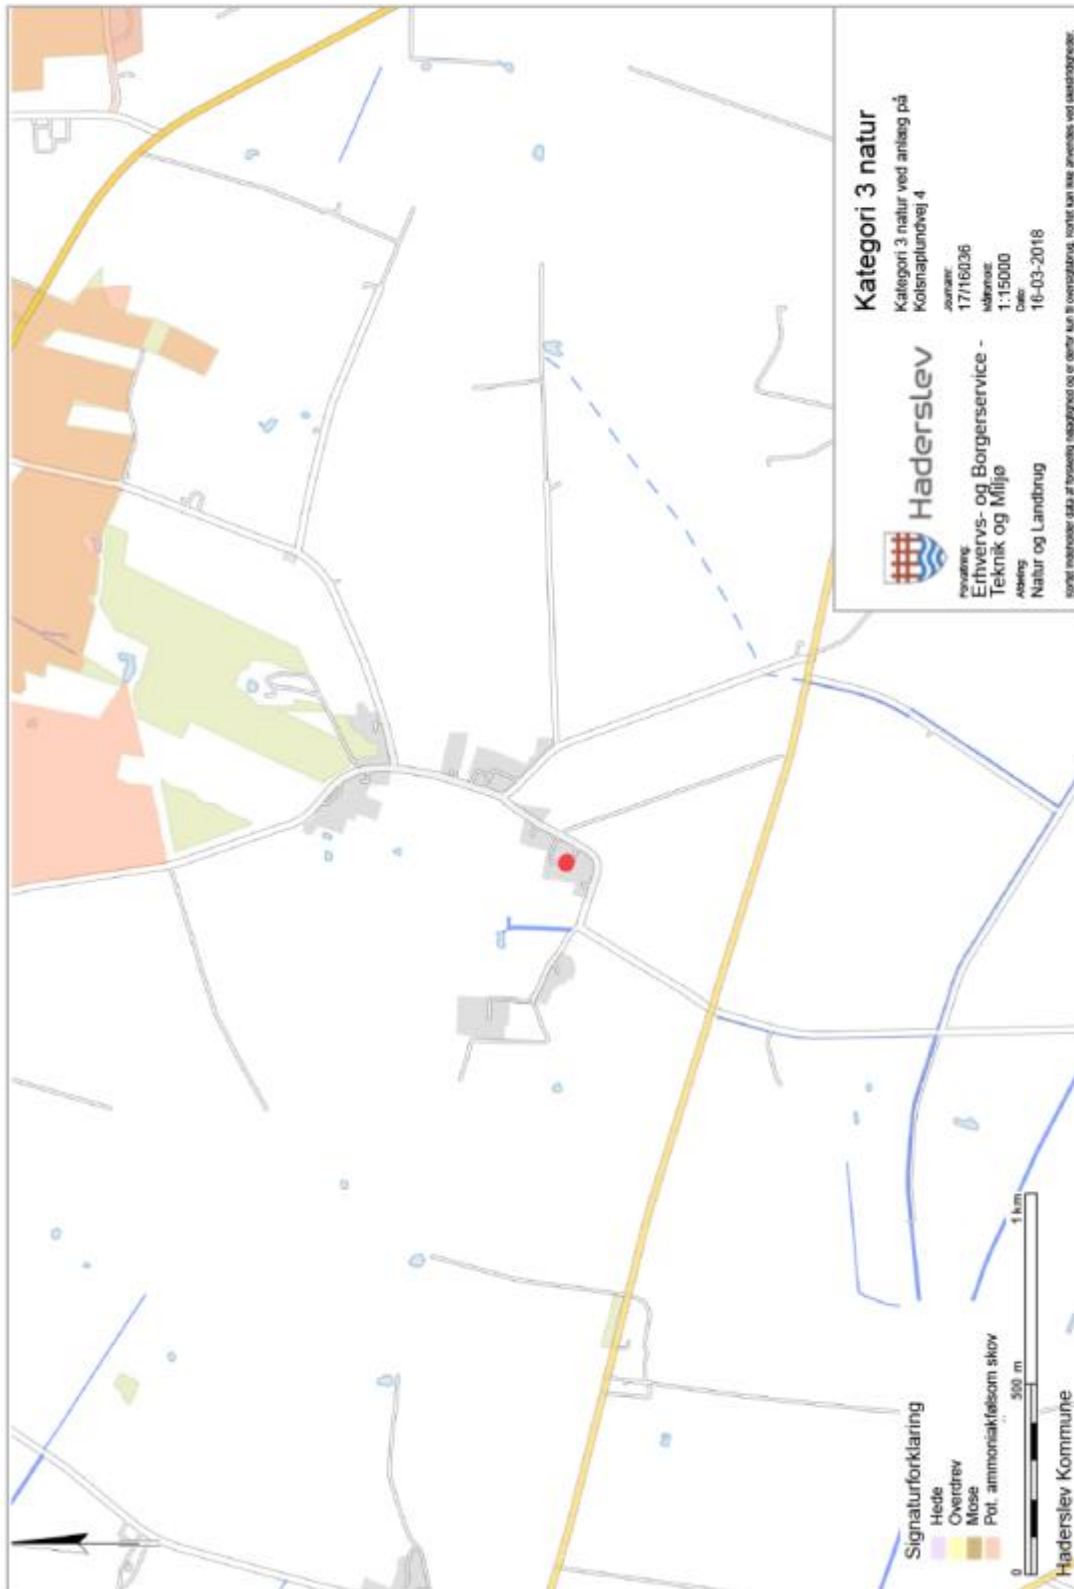 Kategori 3 natur
Kategori 3 natur ved anlæg på
Kolsnaplundvej 4
Haderslev
Forvaltning:
Erhvervs- og Borgerservice -
Teknik og Miljø
Afdeling:
Natur og Landbrug
Journalnr:
17/16036
Målforhold:
1:15000
Dato:
16-03-2018
Signaturforklaring
Hede
Overdrev
Mose
Pot. ammoniakfølsom skov
0 500 m 1 km
Haderslev Kommune